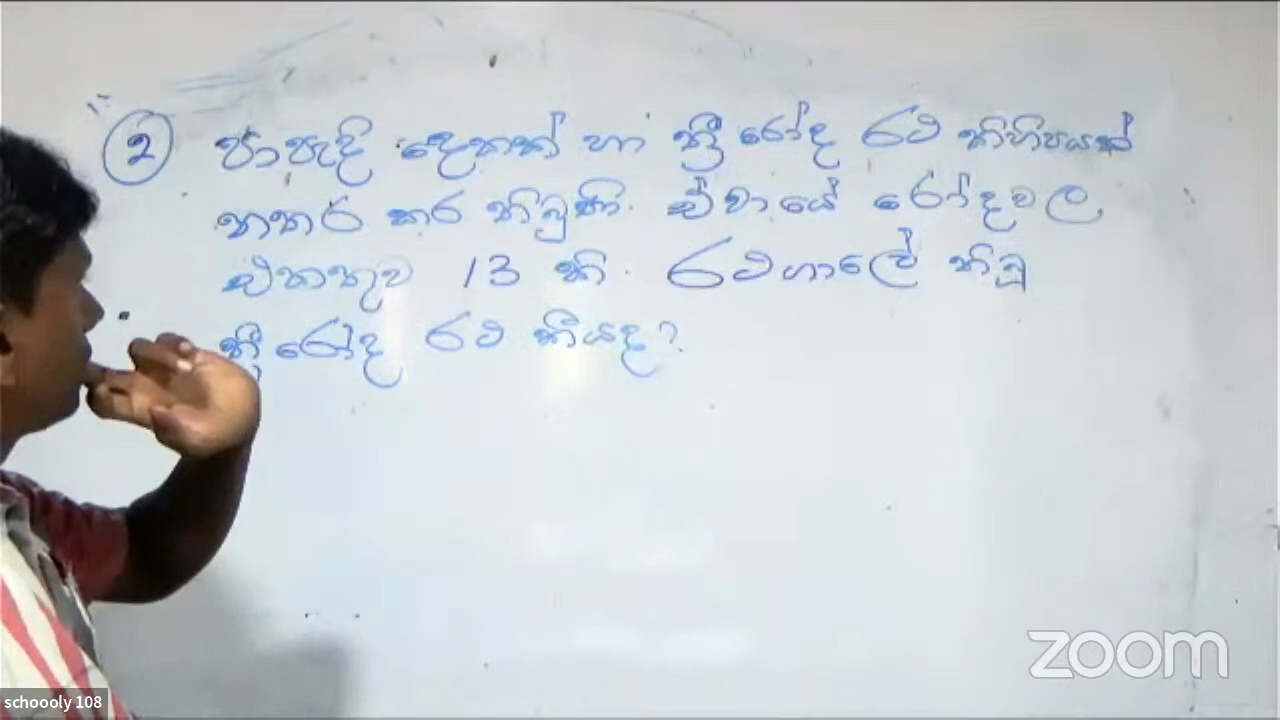 2 පාපැදි දෙකක් හා ත්‍රී රෝද රථ කිහිපයක්
නතර කර තිබුණි. ඒවායේ රෝදවල
එකතුව 13 කි. රථගාලේ තිබූ
ත්‍රී රෝද රථ කීයද?
zoom
schoooly 108